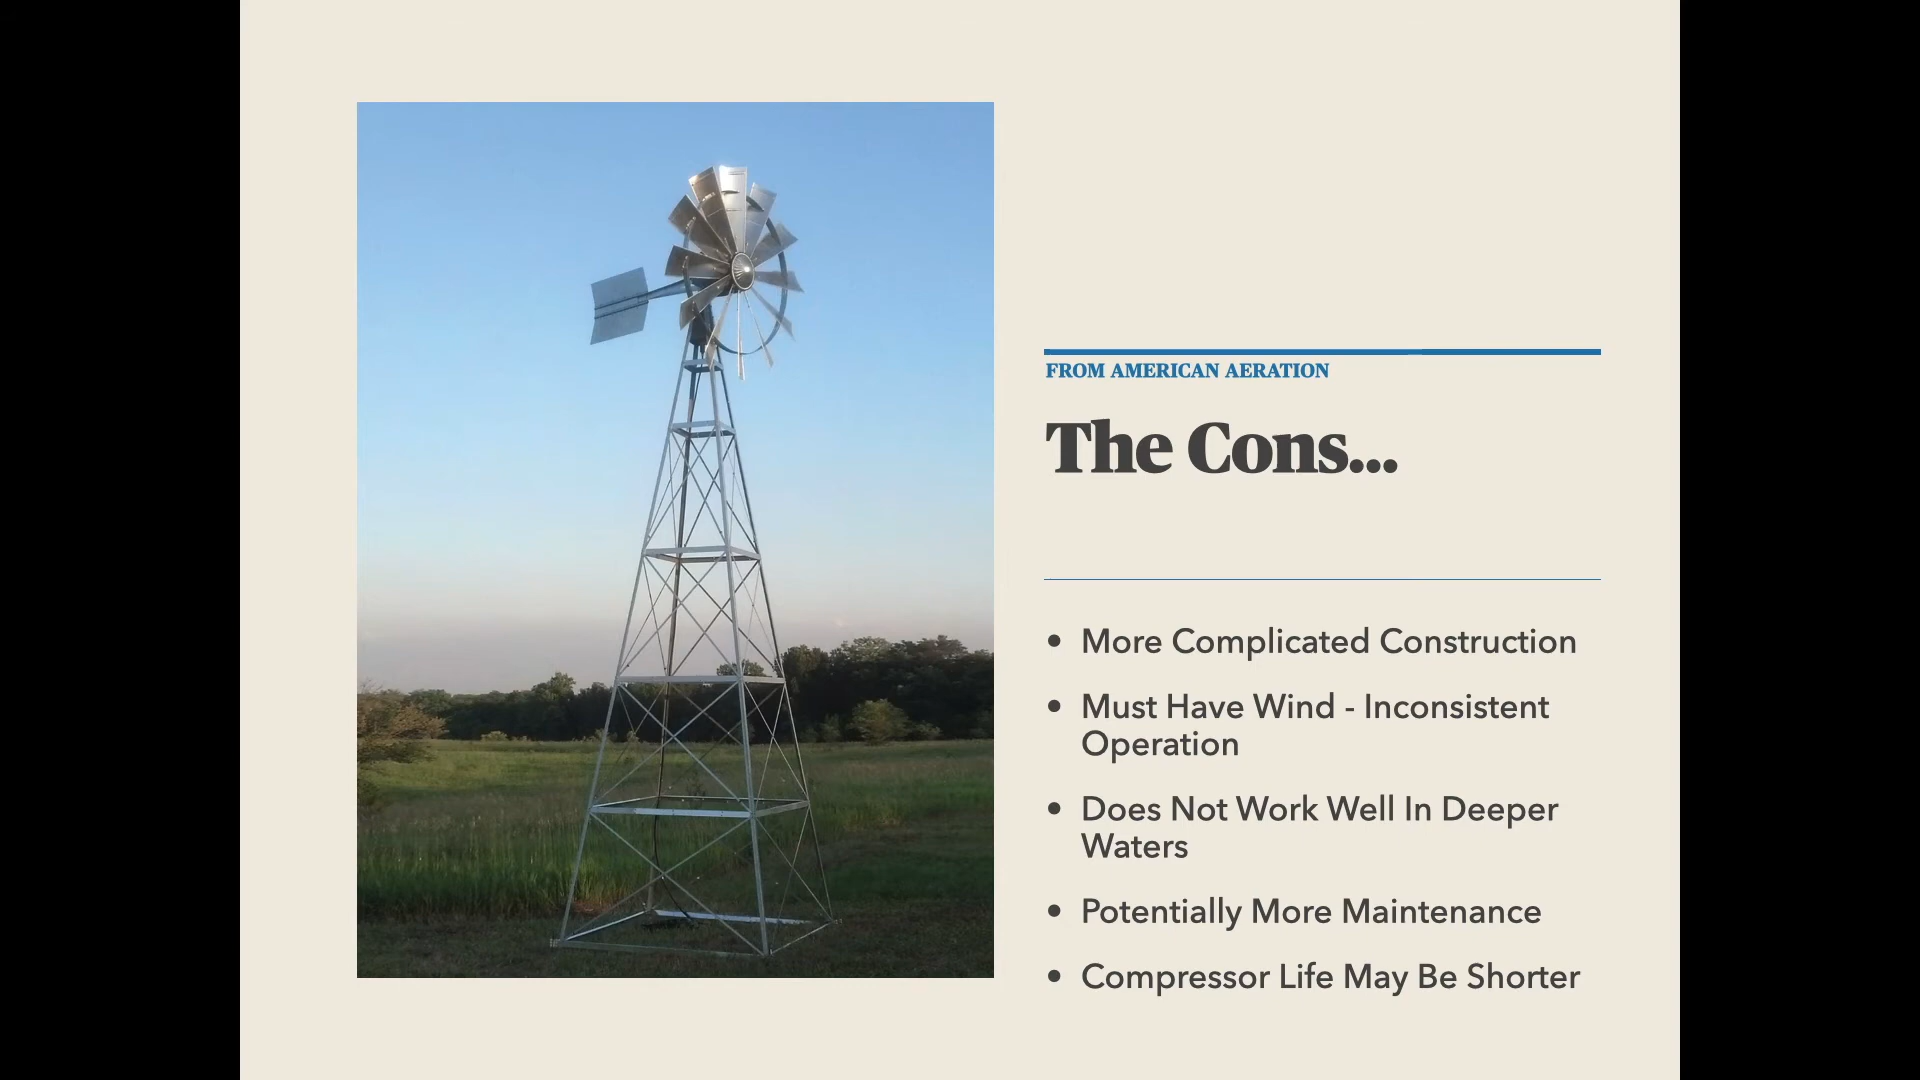 FROM AMERICAN AERATION
The Cons...
• More Complicated Construction
• Must Have Wind - Inconsistent
Operation
• Does Not Work Well In Deeper
Waters
• Potentially More Maintenance
• Compressor Life May Be Shorter